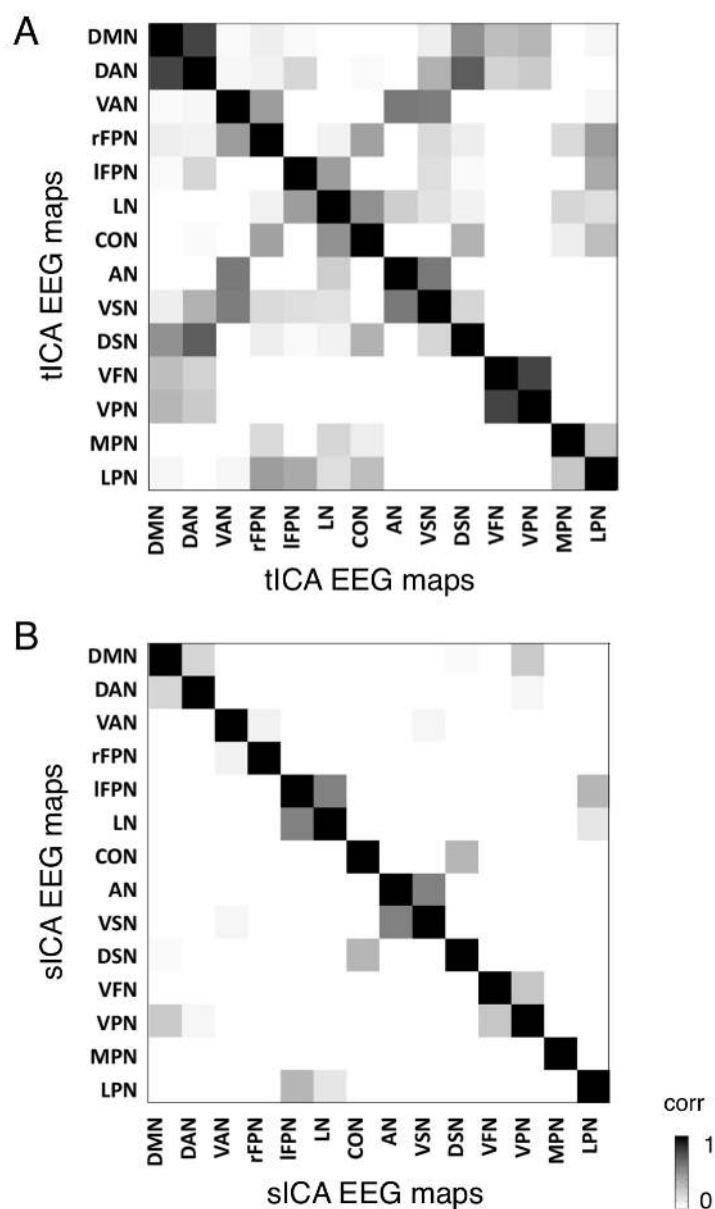 A
DMN
DAN
VAN
rFPN
lFPN
LN
CON
AN
VSN
DSN
VFN
VPN
MPN
LPN
tICA EEG maps
DMN DAN VAN rFPN lFPN LN CON AN VSN DSN VFN VPN MPN LPN
tICA EEG maps
B
DMN
DAN
VAN
rFPN
lFPN
LN
CON
AN
VSN
DSN
VFN
VPN
MPN
LPN
sICA EEG maps
DMN DAN VAN rFPN lFPN LN CON AN VSN DSN VFN VPN MPN LPN
sICA EEG maps
corr
1
0